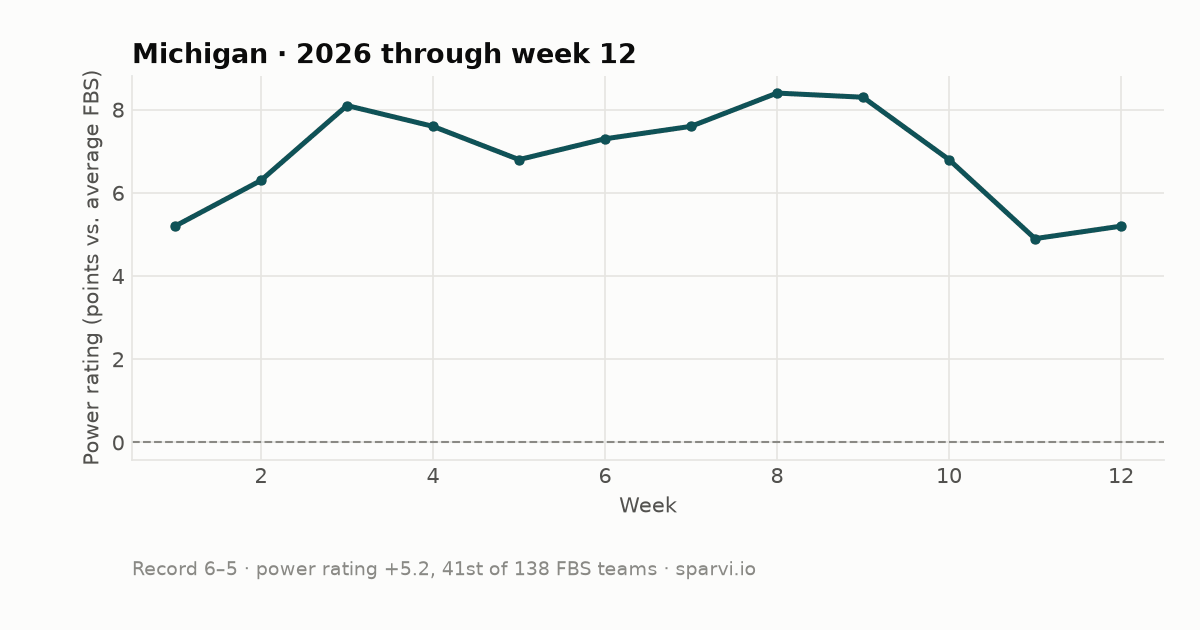 Michigan · 2026 through week 12
Power rating (points vs. average FBS)
8
6
4
2
0
2 4 6 8 10 12
Week
Record 6–5 · power rating +5.2, 41st of 138 FBS teams · sparvi.io